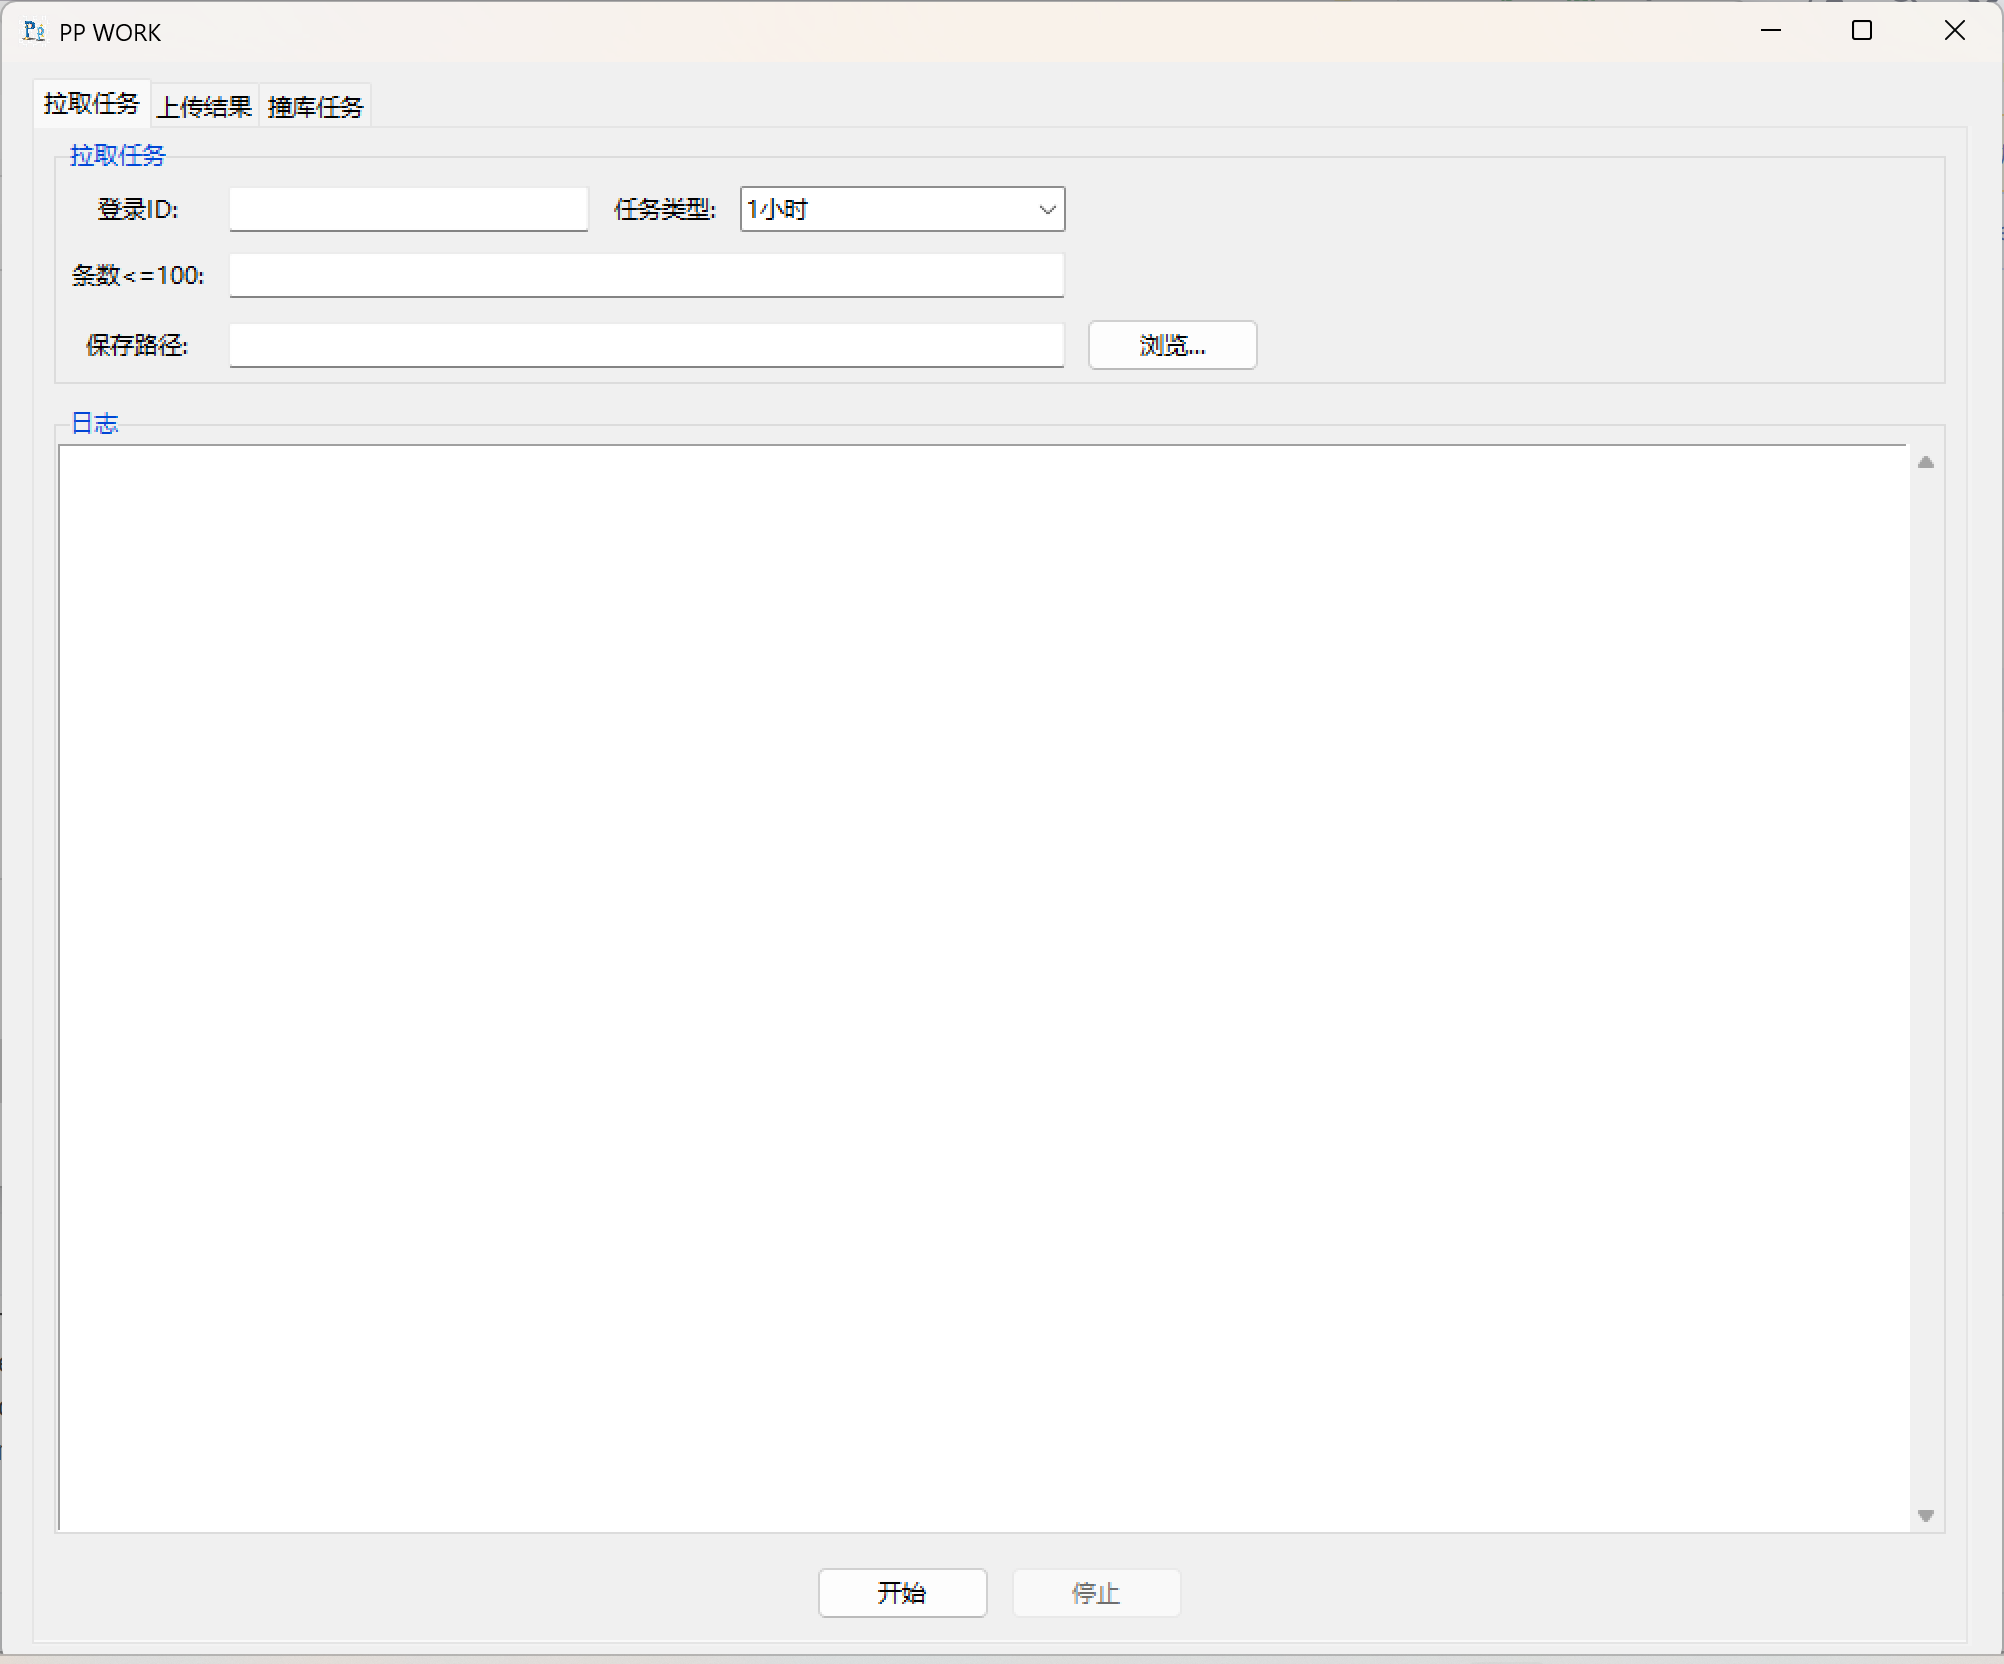 PP WORK
拉取任务 上传结果 撞库任务
拉取任务
登录ID: 任务类型: 1小时
条数<=100:
保存路径: 浏览...
日志
开始 停止